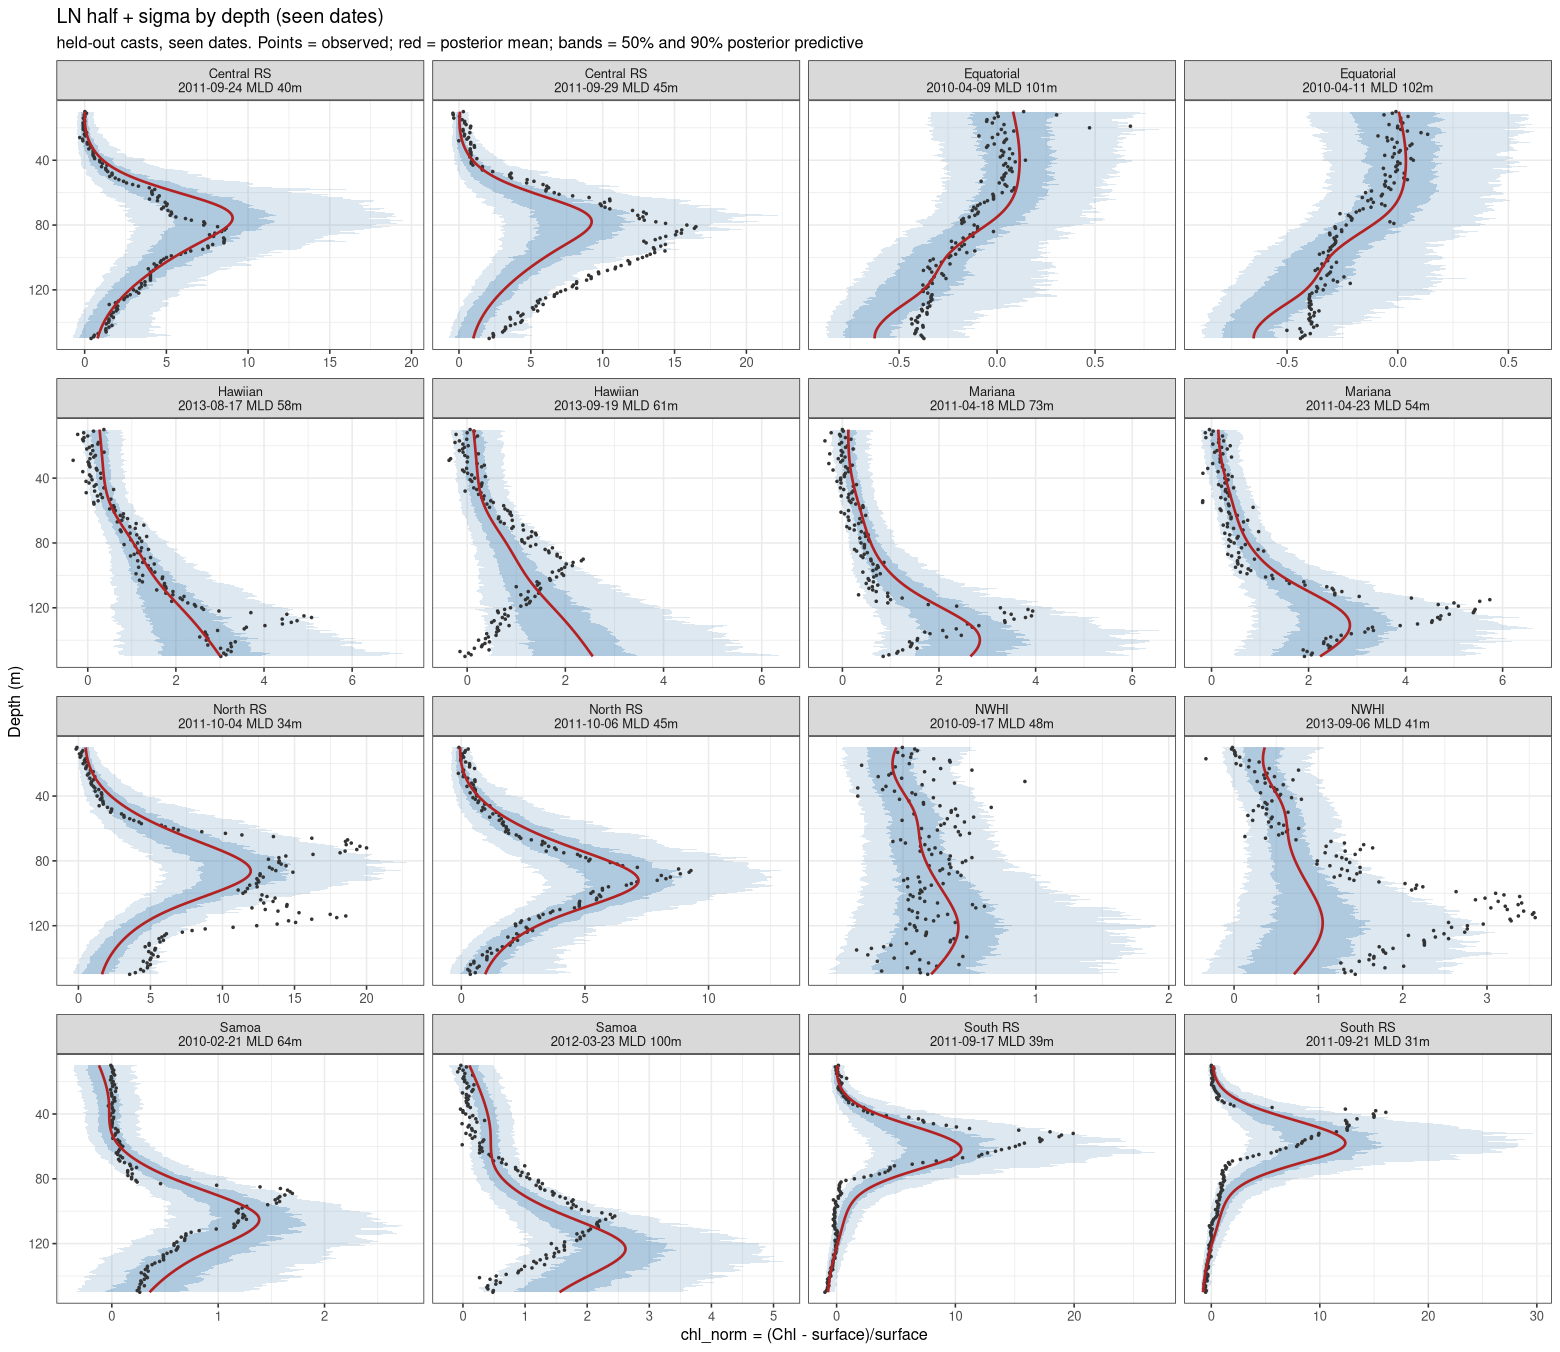 LN half + sigma by depth (seen dates)
held-out casts, seen dates. Points = observed; red = posterior mean; bands = 50% and 90% posterior predictive
Central RS
2011-09-24 MLD 40m
Central RS
2011-09-29 MLD 45m
Equatorial
2010-04-09 MLD 101m
Equatorial
2010-04-11 MLD 102m
40
80
120
0 5 10 15 20
0 5 10 15 20
-0.5 0.0 0.5
-0.5 0.0 0.5
Hawiian
2013-08-17 MLD 58m
Hawiian
2013-09-19 MLD 61m
Mariana
2011-04-18 MLD 73m
Mariana
2011-04-23 MLD 54m
40
80
120
0 2 4 6
0 2 4 6
0 2 4 6
0 2 4 6
Depth (m)
North RS
2011-10-04 MLD 34m
North RS
2011-10-06 MLD 45m
NWHI
2010-09-17 MLD 48m
NWHI
2013-09-06 MLD 41m
40
80
120
0 5 10 15 20
0 5 10
0 1 2
0 1 2 3
Samoa
2010-02-21 MLD 64m
Samoa
2012-03-23 MLD 100m
South RS
2011-09-17 MLD 39m
South RS
2011-09-21 MLD 31m
40
80
120
0 1 2
0 1 2 3 4 5
0 10 20
0 10 20 30
chl_norm = (Chl - surface)/surface